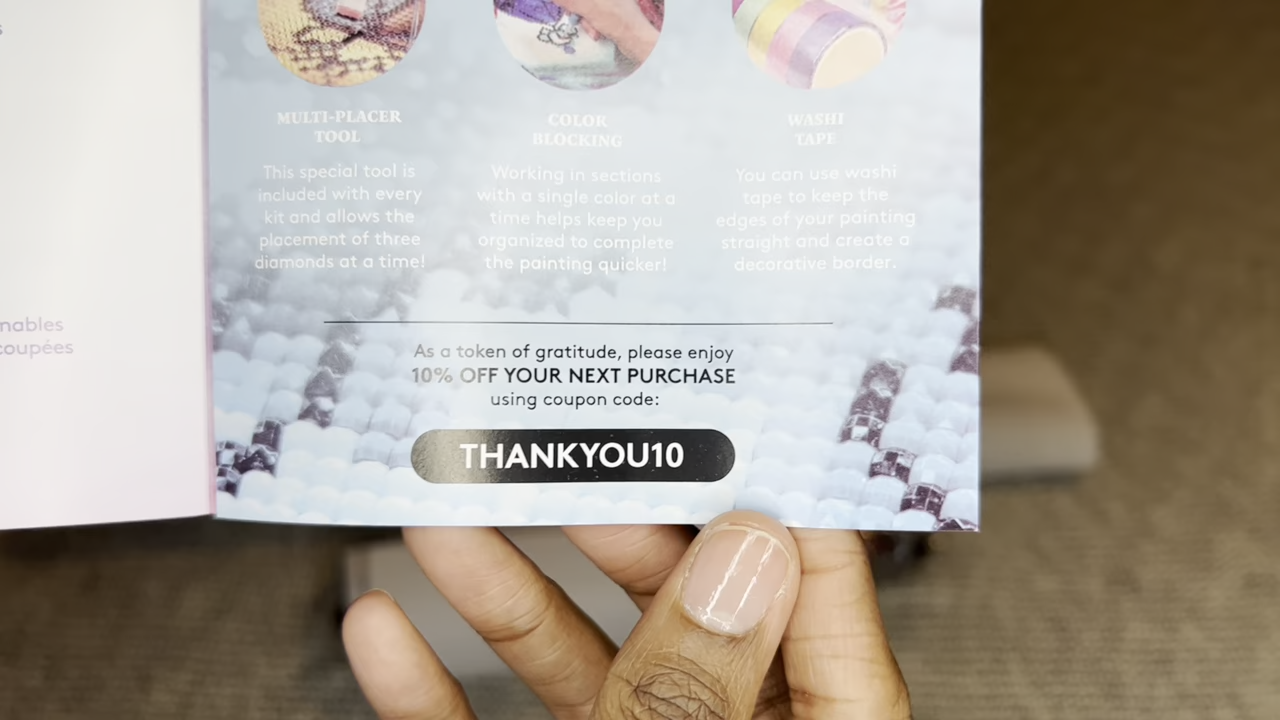 s
nables
coupées
MULTI-PLACER
TOOL
This special tool is
included with every
kit and allows the
placement of three
diamonds at a time!
COLOR
BLOCKING
Working in sections
with a single color at a
time helps keep you
organized to complete
the painting quicker!
WASHI
TAPE
You can use washi
tape to keep the
edges of your painting
straight and create a
decorative border.
As a token of gratitude, please enjoy
10% OFF YOUR NEXT PURCHASE
using coupon code:
THANKYOU10